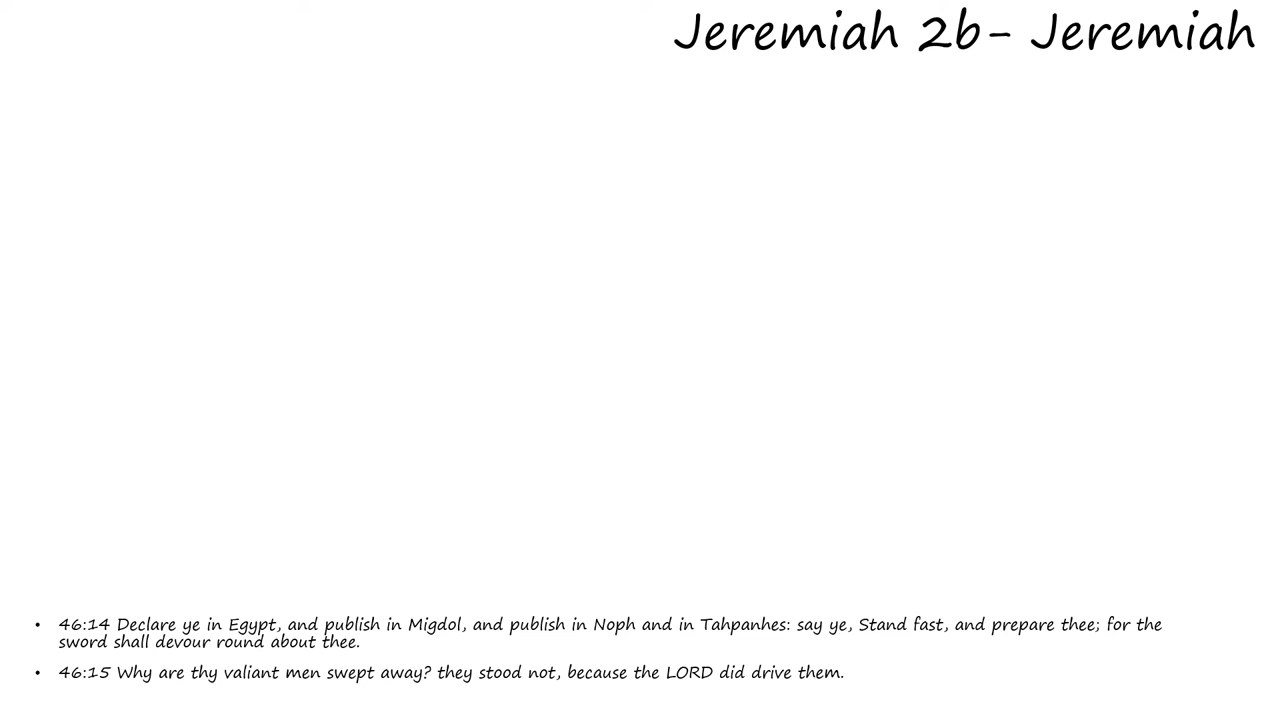 Jeremiah 2b- Jeremiah
• 46:14 Declare ye in Egypt, and publish in Migdol, and publish in Noph and in Tahpanhes: say ye, Stand fast, and prepare thee; for the
sword shall devour round about thee.
• 46:15 Why are thy valiant men swept away? they stood not, because the LORD did drive them.